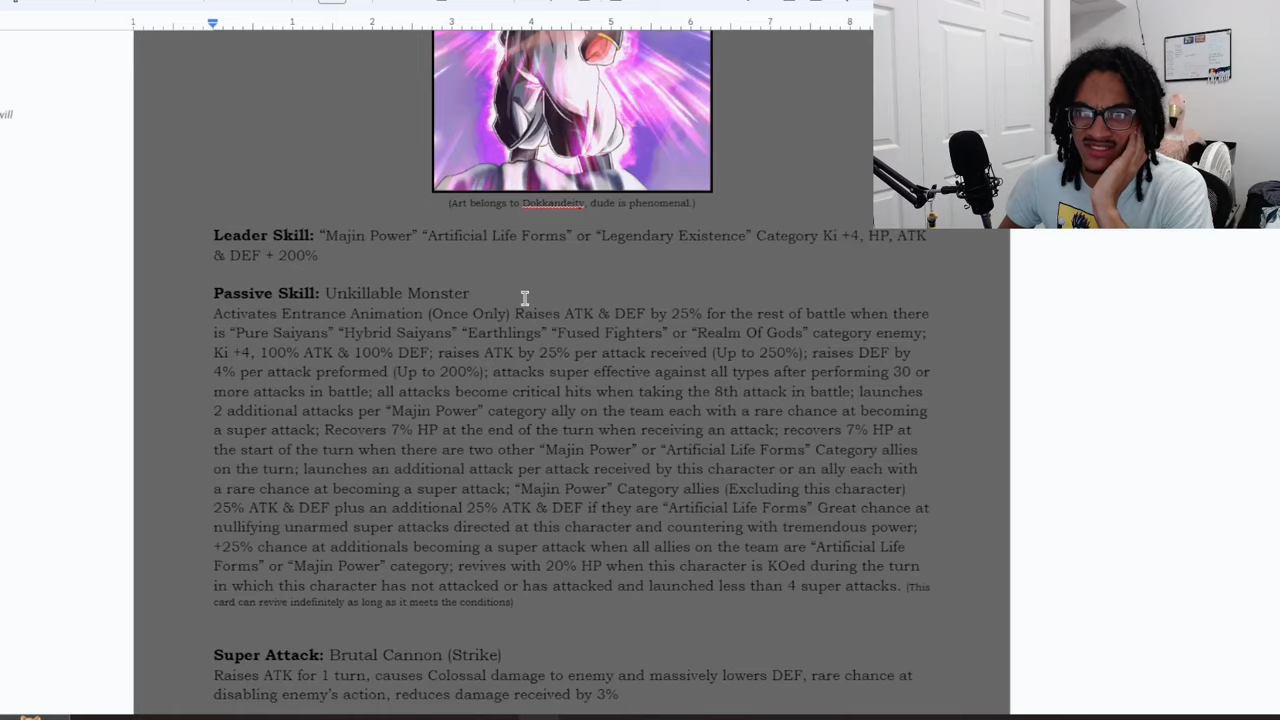 1 1 2 3 4 5 6 7 8
will
(Art belongs to Dokkandeity, dude is phenomenal.)
Leader Skill: “Majin Power” “Artificial Life Forms” or “Legendary Existence” Category Ki +4, HP, ATK
& DEF + 200%
Passive Skill: Unkillable Monster
Activates Entrance Animation (Once Only) Raises ATK & DEF by 25% for the rest of battle when there
is “Pure Saiyans” “Hybrid Saiyans” “Earthlings” “Fused Fighters” or “Realm Of Gods” category enemy;
Ki +4, 100% ATK & 100% DEF; raises ATK by 25% per attack received (Up to 250%); raises DEF by
4% per attack preformed (Up to 200%); attacks super effective against all types after performing 30 or
more attacks in battle; all attacks become critical hits when taking the 8th attack in battle; launches
2 additional attacks per “Majin Power” category ally on the team each with a rare chance at becoming
a super attack; Recovers 7% HP at the end of the turn when receiving an attack; recovers 7% HP at
the start of the turn when there are two other “Majin Power” or “Artificial Life Forms” Category allies
on the turn; launches an additional attack per attack received by this character or an ally each with
a rare chance at becoming a super attack; “Majin Power” Category allies (Excluding this character)
25% ATK & DEF plus an additional 25% ATK & DEF if they are “Artificial Life Forms” Great chance at
nullifying unarmed super attacks directed at this character and countering with tremendous power;
+25% chance at additionals becoming a super attack when all allies on the team are “Artificial Life
Forms” or “Majin Power” category; revives with 20% HP when this character is KOed during the turn
in which this character has not attacked or has attacked and launched less than 4 super attacks. (This
card can revive indefinitely as long as it meets the conditions)
Super Attack: Brutal Cannon (Strike)
Raises ATK for 1 turn, causes Colossal damage to enemy and massively lowers DEF, rare chance at
disabling enemy’s action, reduces damage received by 3%